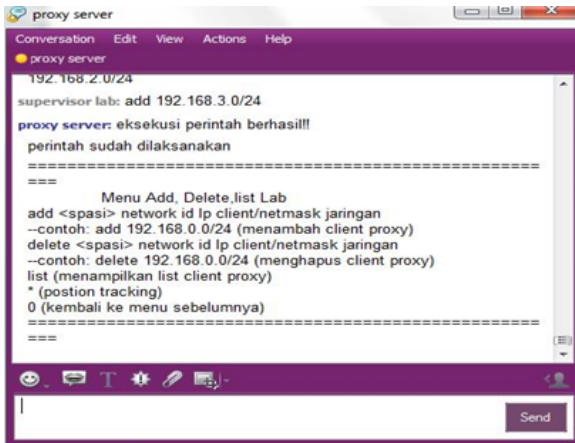 proxy server
Conversation Edit View Actions Help
proxy server
192.168.2.0/24
supervisor lab: add 192.168.3.0/24
proxy server: eksekusi perintah berhasil!!!
perintah sudah dilaksanakan
====================================================
===
Menu Add, Delete,list Lab
add <spasi> network id Ip client/netmask jaringan
--contoh: add 192.168.0.0/24 (menambah client proxy)
delete <spasi> network id Ip client/netmask jaringan
--contoh: delete 192.168.0.0/24 (menghapus client proxy)
list (menampilkan list client proxy)
* (postion tracking)
0 (kembali ke menu sebelumnya)
====================================================
===
Send